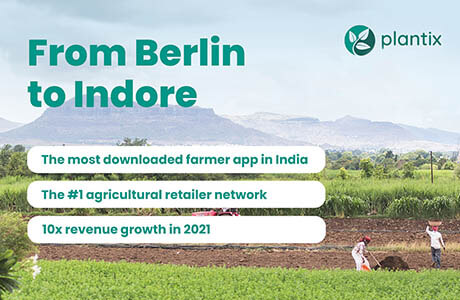 plantix
From Berlin
to Indore
The most downloaded farmer app in India
The #1 agricultural retailer network
10x revenue growth in 2021